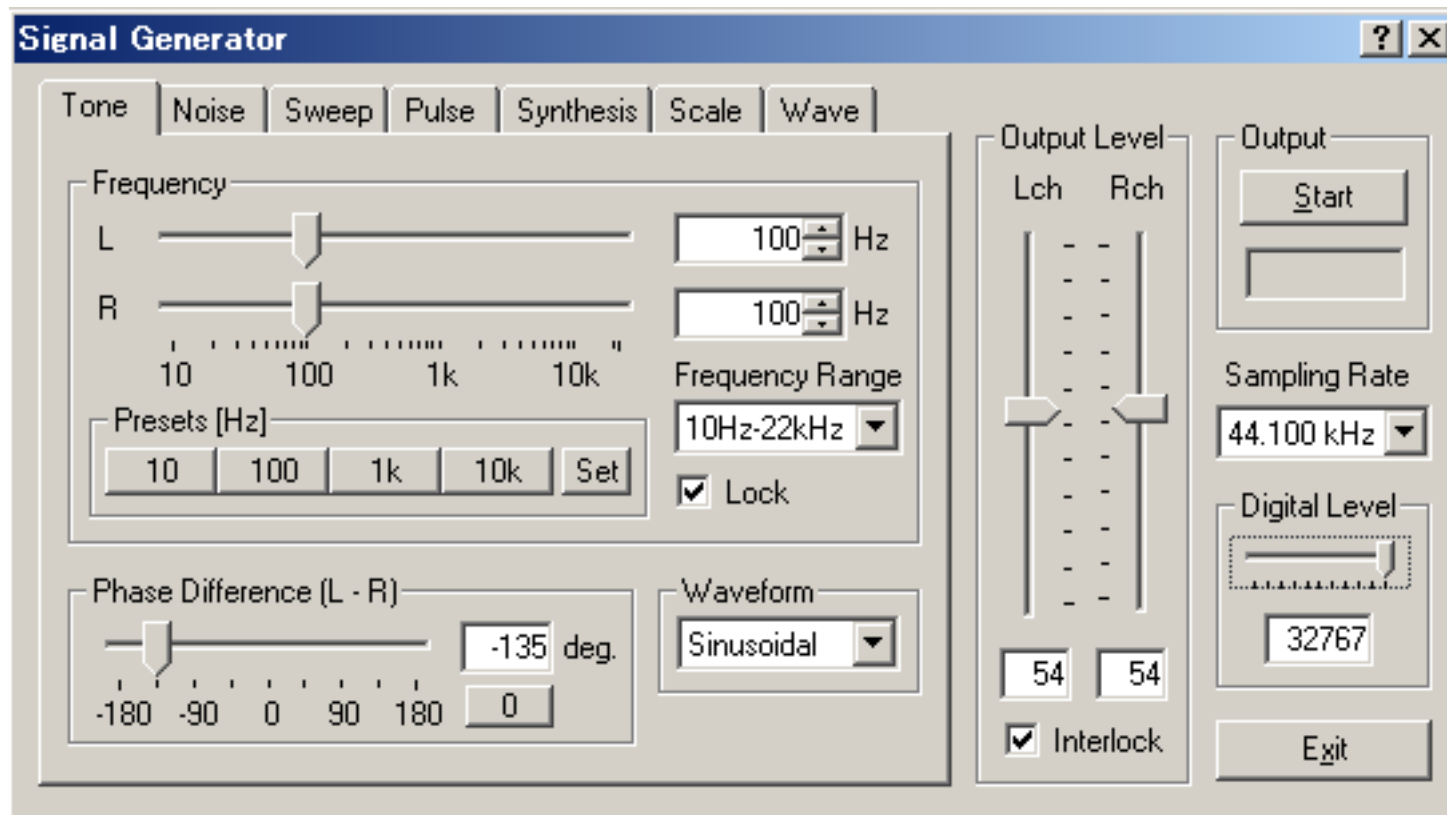 Signal Generator
Tone Noise Sweep Pulse Synthesis Scale Wave
Frequency
L 100 Hz
R 100 Hz
10 100 1k 10k
Frequency Range
10Hz-22kHz
Lock
Presets [Hz]
10 100 1k 10k Set
Phase Difference (L - R)
-135 deg.
-180 -90 0 90 180
0
Waveform
Sinusoidal
Output Level
Lch Rch
54 54
Interlock
Output
Start
Sampling Rate
44.100 kHz
Digital Level
32767
Exit